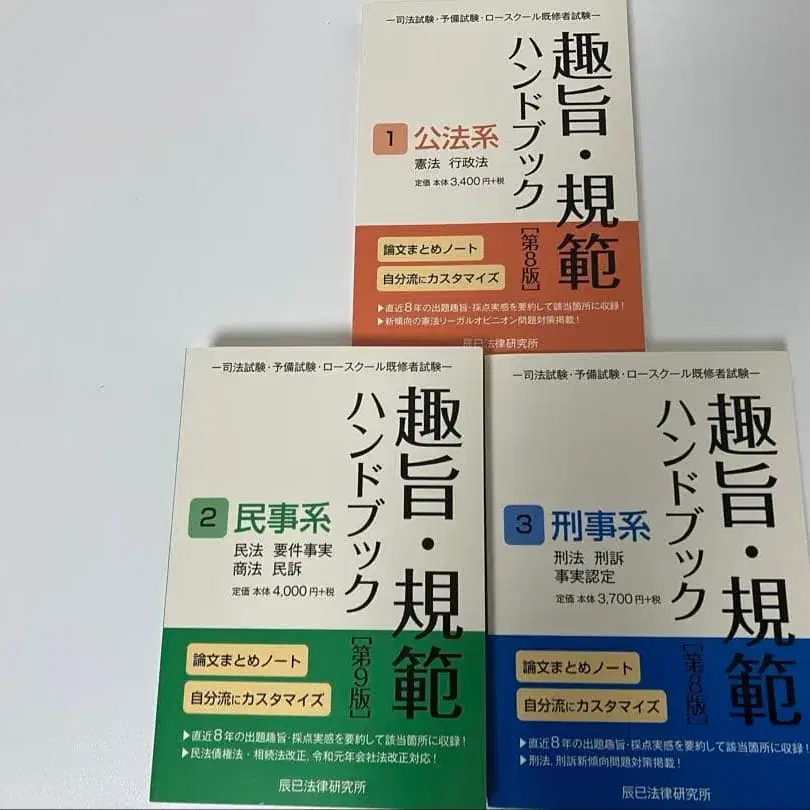 ―司法試験・予備試験・ロースクール既修者試験―
趣旨・規範
ハンドブック
1 公法系
憲法 行政法
定価 本体3,400円+税
[第8版]
論文まとめノート
自分流にカスタマイズ
▶直近8年の出題趣旨・採点実感を要約して該当箇所に収録!
▶新傾向の憲法リーガルオピニオン問題対策掲載!
辰已法律研究所
―司法試験・予備試験・ロースクール既修者試験―
趣旨・規範
ハンドブック
2 民事系
民法 要件事実
商法 民訴
定価 本体4,000円+税
[第9版]
論文まとめノート
自分流にカスタマイズ
▶直近8年の出題趣旨・採点実感を要約して該当箇所に収録!
▶民法債権法・相続法改正,令和元年会社法改正対応!
辰已法律研究所
―司法試験・予備試験・ロースクール既修者試験―
趣旨・規範
ハンドブック
3 刑事系
刑法 刑訴
事実認定
定価 本体3,700円+税
[第8版]
論文まとめノート
自分流にカスタマイズ
▶直近8年の出題趣旨・採点実感を要約して該当箇所に収録!
▶刑法,刑訴新傾向問題対策掲載!
辰已法律研究所